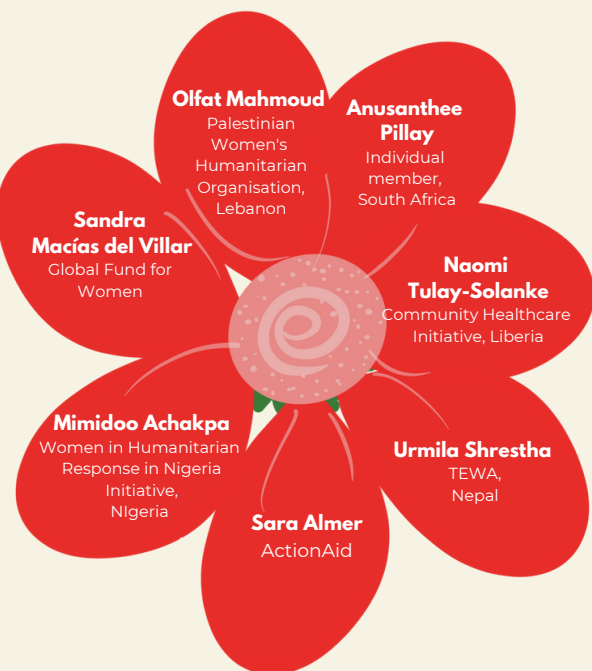 Olfat Mahmoud
Palestinian
Women's
Humanitarian
Organisation,
Lebanon
Anusanthee
Pillay
Individual
member,
South Africa
Naomi
Tulay-Solanke
Community Healthcare
Initiative, Liberia
Urmila Shrestha
TEWA,
Nepal
Sara Almer
ActionAid
Mimidoo Achakpa
Women in Humanitarian
Response in Nigeria
Initiative,
NIgeria
Sandra
Macías del Villar
Global Fund for
Women